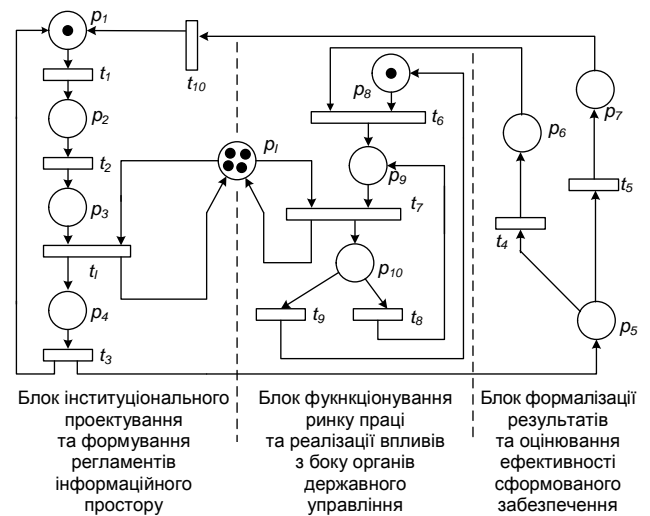 p1
t1
t10
p2
t2
p3
tI
p4
t3
pI
p8
t6
p9
t7
p10
t9
t8
p6
p7
t5
t4
p5
Блок інституціонального
проектування
та формування
регламентів
інформаційного
простору
Блок фукнкціонування
ринку праці
та реалізації впливів
з боку органів
державного
управління
Блок формалізації
результатів
та оцінювання
ефективності
сформованого
забезпечення